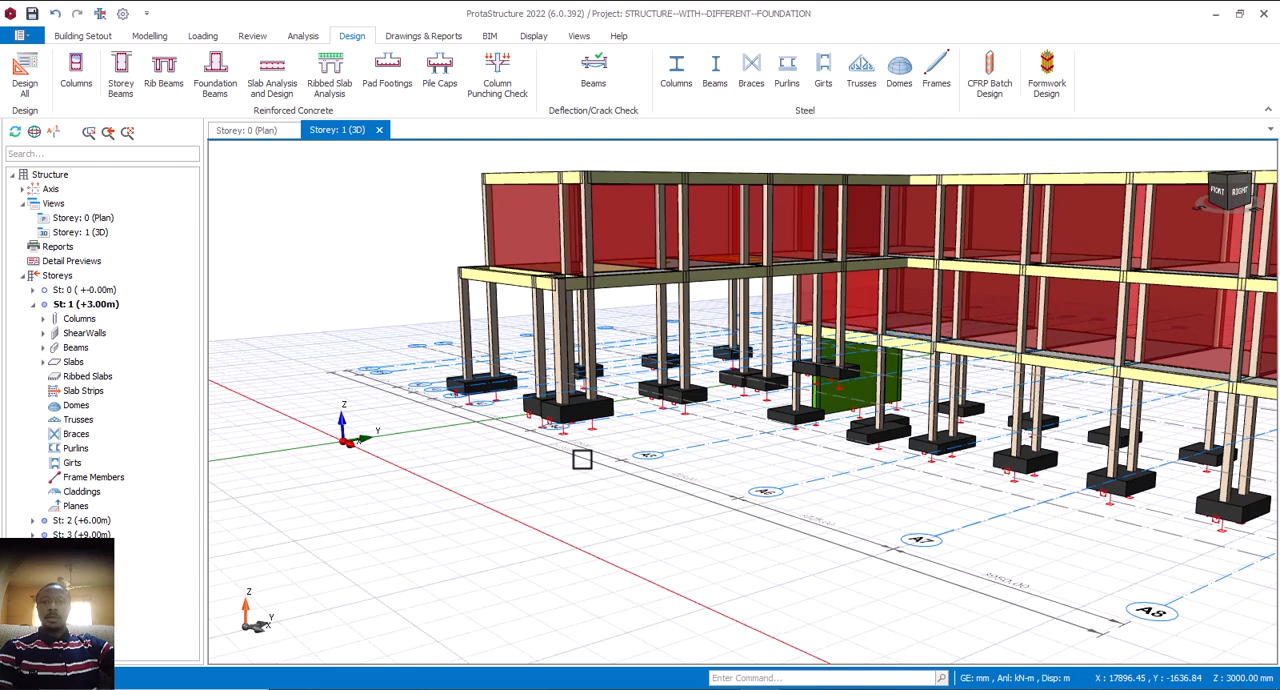 ProtaStructure 2022 (6.0.392) / Project: STRUCTURE--WITH--DIFFERENT--FOUNDATION
Building Setout Modelling Loading Review Analysis Design Drawings & Reports BIM Display Views Help
Design All
Columns
Storey Beams
Rib Beams
Foundation Beams
Slab Analysis and Design
Ribbed Slab Analysis
Pad Footings
Pile Caps
Column Punching Check
Beams
Columns
Beams
Braces
Purlins
Girts
Trusses
Domes
Frames
CFRP Batch Design
Formwork Design
Design Reinforced Concrete Deflection/Crack Check Steel
Storey: 0 (Plan) Storey: 1 (3D)
Search...
Structure
Axis
Views
Storey: 0 (Plan)
Storey: 1 (3D)
Reports
Detail Previews
Storeys
St: 0 ( +-0.00m)
St: 1 (+3.00m)
Columns
ShearWalls
Beams
Slabs
Ribbed Slabs
Slab Strips
Domes
Trusses
Braces
Purlins
Girts
Frame Members
Claddings
Planes
St: 2 (+6.00m)
St: 3 (+9.00m)
FRONT RIGHT
Z
Y
A6
A7
A8
Z
Y
X
Enter Command...
GE: mm , Anl: kN-m , Disp: m X : 17896.45 , Y : -1636.84 Z : 3000.00 mm